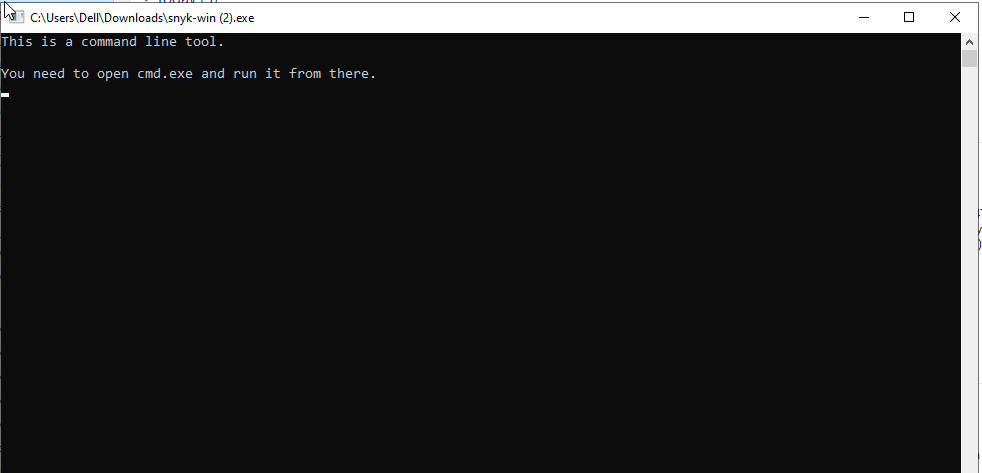 C:\Users\Dell\Downloads\snyk-win (2).exe
This is a command line tool.
You need to open cmd.exe and run it from there.